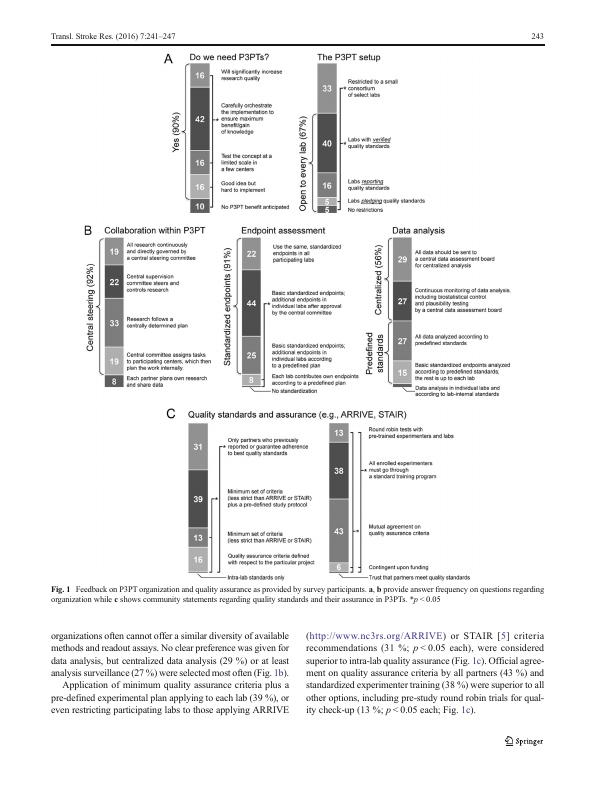 Transl. Stroke Res. (2016) 7:241–247
243
A
Do we need P3PTs?
Yes (90%)
16
Will significantly increase
research quality
42
Carefully orchestrate
the implementation to
ensure maximum
benefit/gain
of knowledge
16
Test the concept at a
limited scale in
a few centers
16
Good idea but
hard to implement
10
No P3PT benefit anticipated
The P3PT setup
Open to every lab (67%)
33
Restricted to a small
consortium
of select labs
40
Labs with verified
quality standards
16
Labs reporting
quality standards
5
Labs pledging quality standards
5
No restrictions
B
Collaboration within P3PT
Central steering (92%)
19
All research continuously
and directly governed by
a central steering committee
22
Central supervision
committee steers and
controls research
33
Research follows a
centrally determined plan
19
Central committee assigns tasks
to participating centers, which then
plan the work internally.
8
Each partner plans own research
and share data
Endpoint assessment
Standardized endpoints (91%)
22
Use the same, standardized
endpoints in all
participating labs
44
Basic standardized endpoints;
additional endpoints in
individual labs after approval
by the central committee
25
Basic standardized endpoints;
additional endpoints in
individual labs according
to a predefined plan
8
Each lab contributes own endpoints
according to a predefined plan
No standardization
Data analysis
Centralized (56%)
Predefined
standards
29
All data should be sent to
a central data assessment board
for centralized analysis
27
Continuous monitoring of data analysis,
including biostatistical control
and plausibility testing
by a central data assessment board
27
All data analyzed according to
predefined standards
15
Basic standardized endpoints analyzed
according to predefined standards,
the rest is up to each lab
Data analysis in individual labs and
according to lab-internal standards
C
Quality standards and assurance (e.g., ARRIVE, STAIR)
31
Only partners who previously
reported or guarantee adherence
to best quality standards
39
Minimum set of criteria
(less strict than ARRIVE or STAIR)
plus a pre-defined study protocol
13
Minimum set of criteria
(less strict than ARRIVE or STAIR)
16
Quality assurance criteria defined
with respect to the particular project
Intra-lab standards only
13
Round robin tests with
pre-trained experimenters and labs
38
All enrolled experimenters
must go through
a standard training program
43
Mutual agreement on
quality assurance criteria
6
Contingent upon funding
Trust that partners meet quality standards
Fig. 1 Feedback on P3PT organization and quality assurance as provided by survey participants. a, b provide answer frequency on questions regarding
organization while c shows community statements regarding quality standards and their assurance in P3PTs. *p < 0.05
organizations often cannot offer a similar diversity of available
methods and readout assays. No clear preference was given for
data analysis, but centralized data analysis (29 %) or at least
analysis surveillance (27 %) were selected most often (Fig. 1b).
Application of minimum quality assurance criteria plus a
pre-defined experimental plan applying to each lab (39 %), or
even restricting participating labs to those applying ARRIVE
(http://www.nc3rs.org/ARRIVE) or STAIR [5] criteria
recommendations (31 %; p < 0.05 each), were considered
superior to intra-lab quality assurance (Fig. 1c). Official agree-
ment on quality assurance criteria by all partners (43 %) and
standardized experimenter training (38 %) were superior to all
other options, including pre-study round robin trials for qual-
ity check-up (13 %; p < 0.05 each; Fig. 1c).
Springer